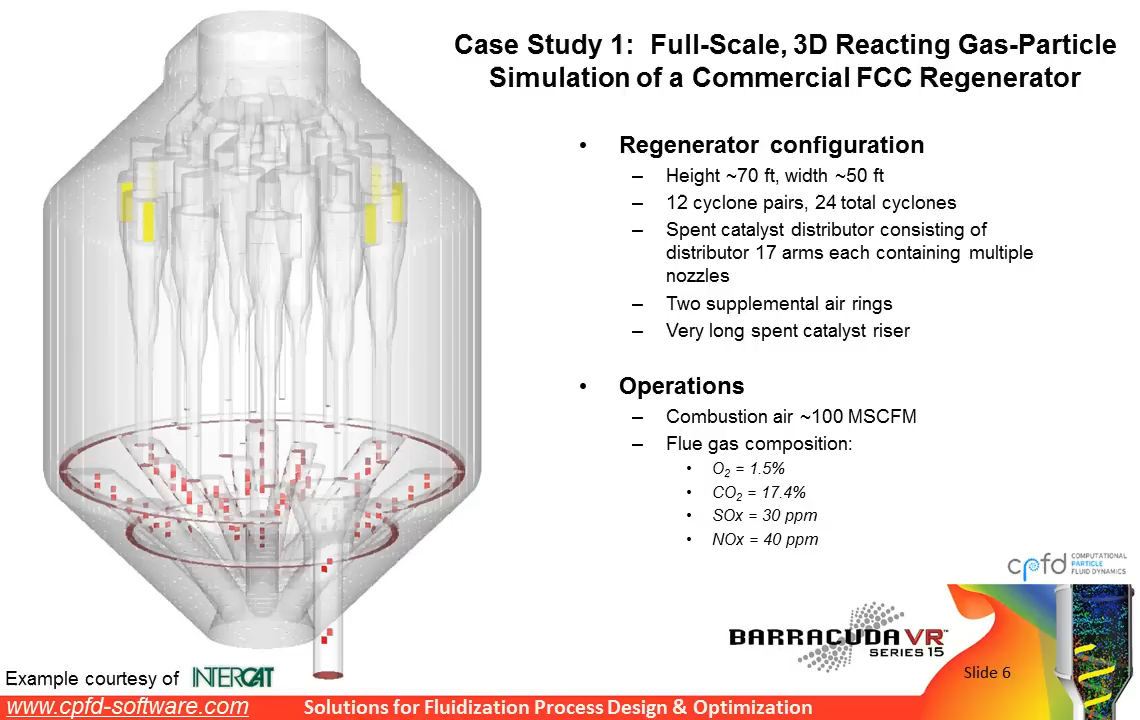 Case Study 1: Full-Scale, 3D Reacting Gas-Particle
Simulation of a Commercial FCC Regenerator
• Regenerator configuration
– Height ~70 ft, width ~50 ft
– 12 cyclone pairs, 24 total cyclones
– Spent catalyst distributor consisting of
distributor 17 arms each containing multiple
nozzles
– Two supplemental air rings
– Very long spent catalyst riser
• Operations
– Combustion air ~100 MSCFM
– Flue gas composition:
• O₂ = 1.5%
• CO₂ = 17.4%
• SOx = 30 ppm
• NOx = 40 ppm
cpfd COMPUTATIONAL
PARTICLE
FLUID DYNAMICS
BARRACUDA VR™
SERIES 15
Slide 6
Example courtesy of INTERCAT
www.cpfd-software.com Solutions for Fluidization Process Design & Optimization